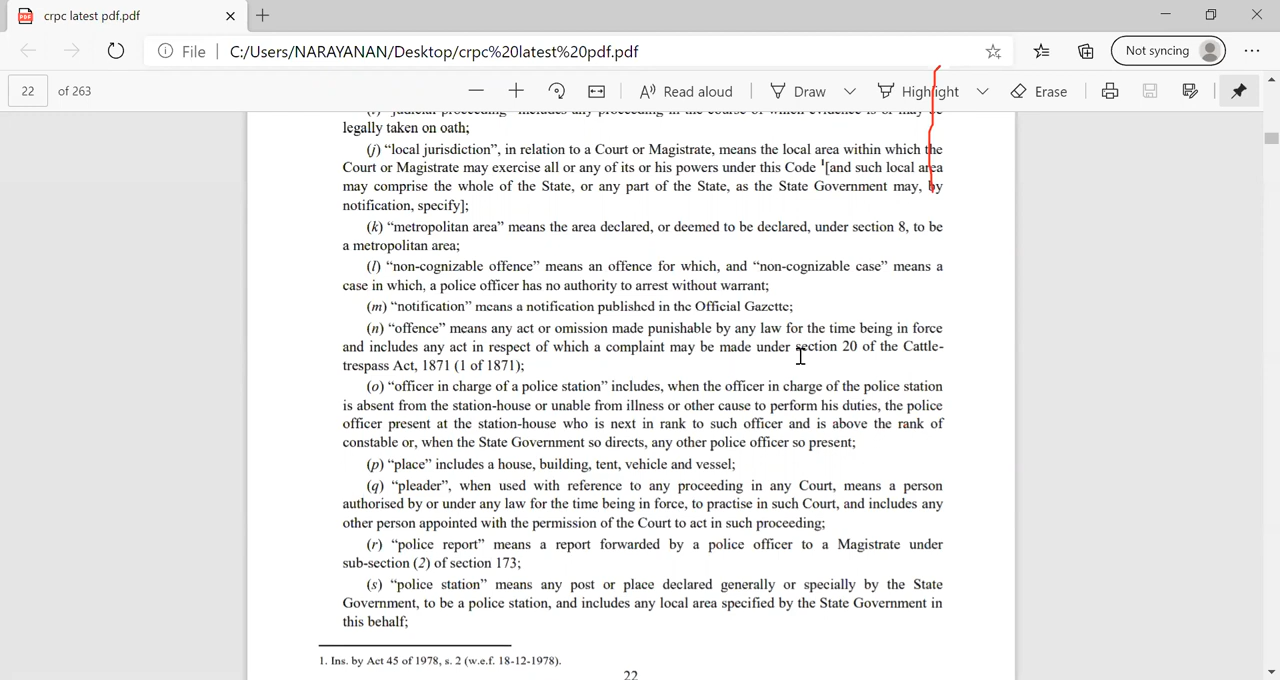 crpc latest pdf.pdf
File C:/Users/NARAYANAN/Desktop/crpc%20latest%20pdf.pdf Not syncing
22 of 263 Read aloud Draw Highlight Erase
“judicial proceeding” includes any proceeding in the course of which evidence is or may be
legally taken on oath;
(j) “local jurisdiction”, in relation to a Court or Magistrate, means the local area within which the
Court or Magistrate may exercise all or any of its or his powers under this Code 1[and such local area
may comprise the whole of the State, or any part of the State, as the State Government may, by
notification, specify];
(k) “metropolitan area” means the area declared, or deemed to be declared, under section 8, to be
a metropolitan area;
(l) “non-cognizable offence” means an offence for which, and “non-cognizable case” means a
case in which, a police officer has no authority to arrest without warrant;
(m) “notification” means a notification published in the Official Gazette;
(n) “offence” means any act or omission made punishable by any law for the time being in force
and includes any act in respect of which a complaint may be made under section 20 of the Cattle-
trespass Act, 1871 (1 of 1871);
(o) “officer in charge of a police station” includes, when the officer in charge of the police station
is absent from the station-house or unable from illness or other cause to perform his duties, the police
officer present at the station-house who is next in rank to such officer and is above the rank of
constable or, when the State Government so directs, any other police officer so present;
(p) “place” includes a house, building, tent, vehicle and vessel;
(q) “pleader”, when used with reference to any proceeding in any Court, means a person
authorised by or under any law for the time being in force, to practise in such Court, and includes any
other person appointed with the permission of the Court to act in such proceeding;
(r) “police report” means a report forwarded by a police officer to a Magistrate under
sub-section (2) of section 173;
(s) “police station” means any post or place declared generally or specially by the State
Government, to be a police station, and includes any local area specified by the State Government in
this behalf;
1. Ins. by Act 45 of 1978, s. 2 (w.e.f. 18-12-1978).
22